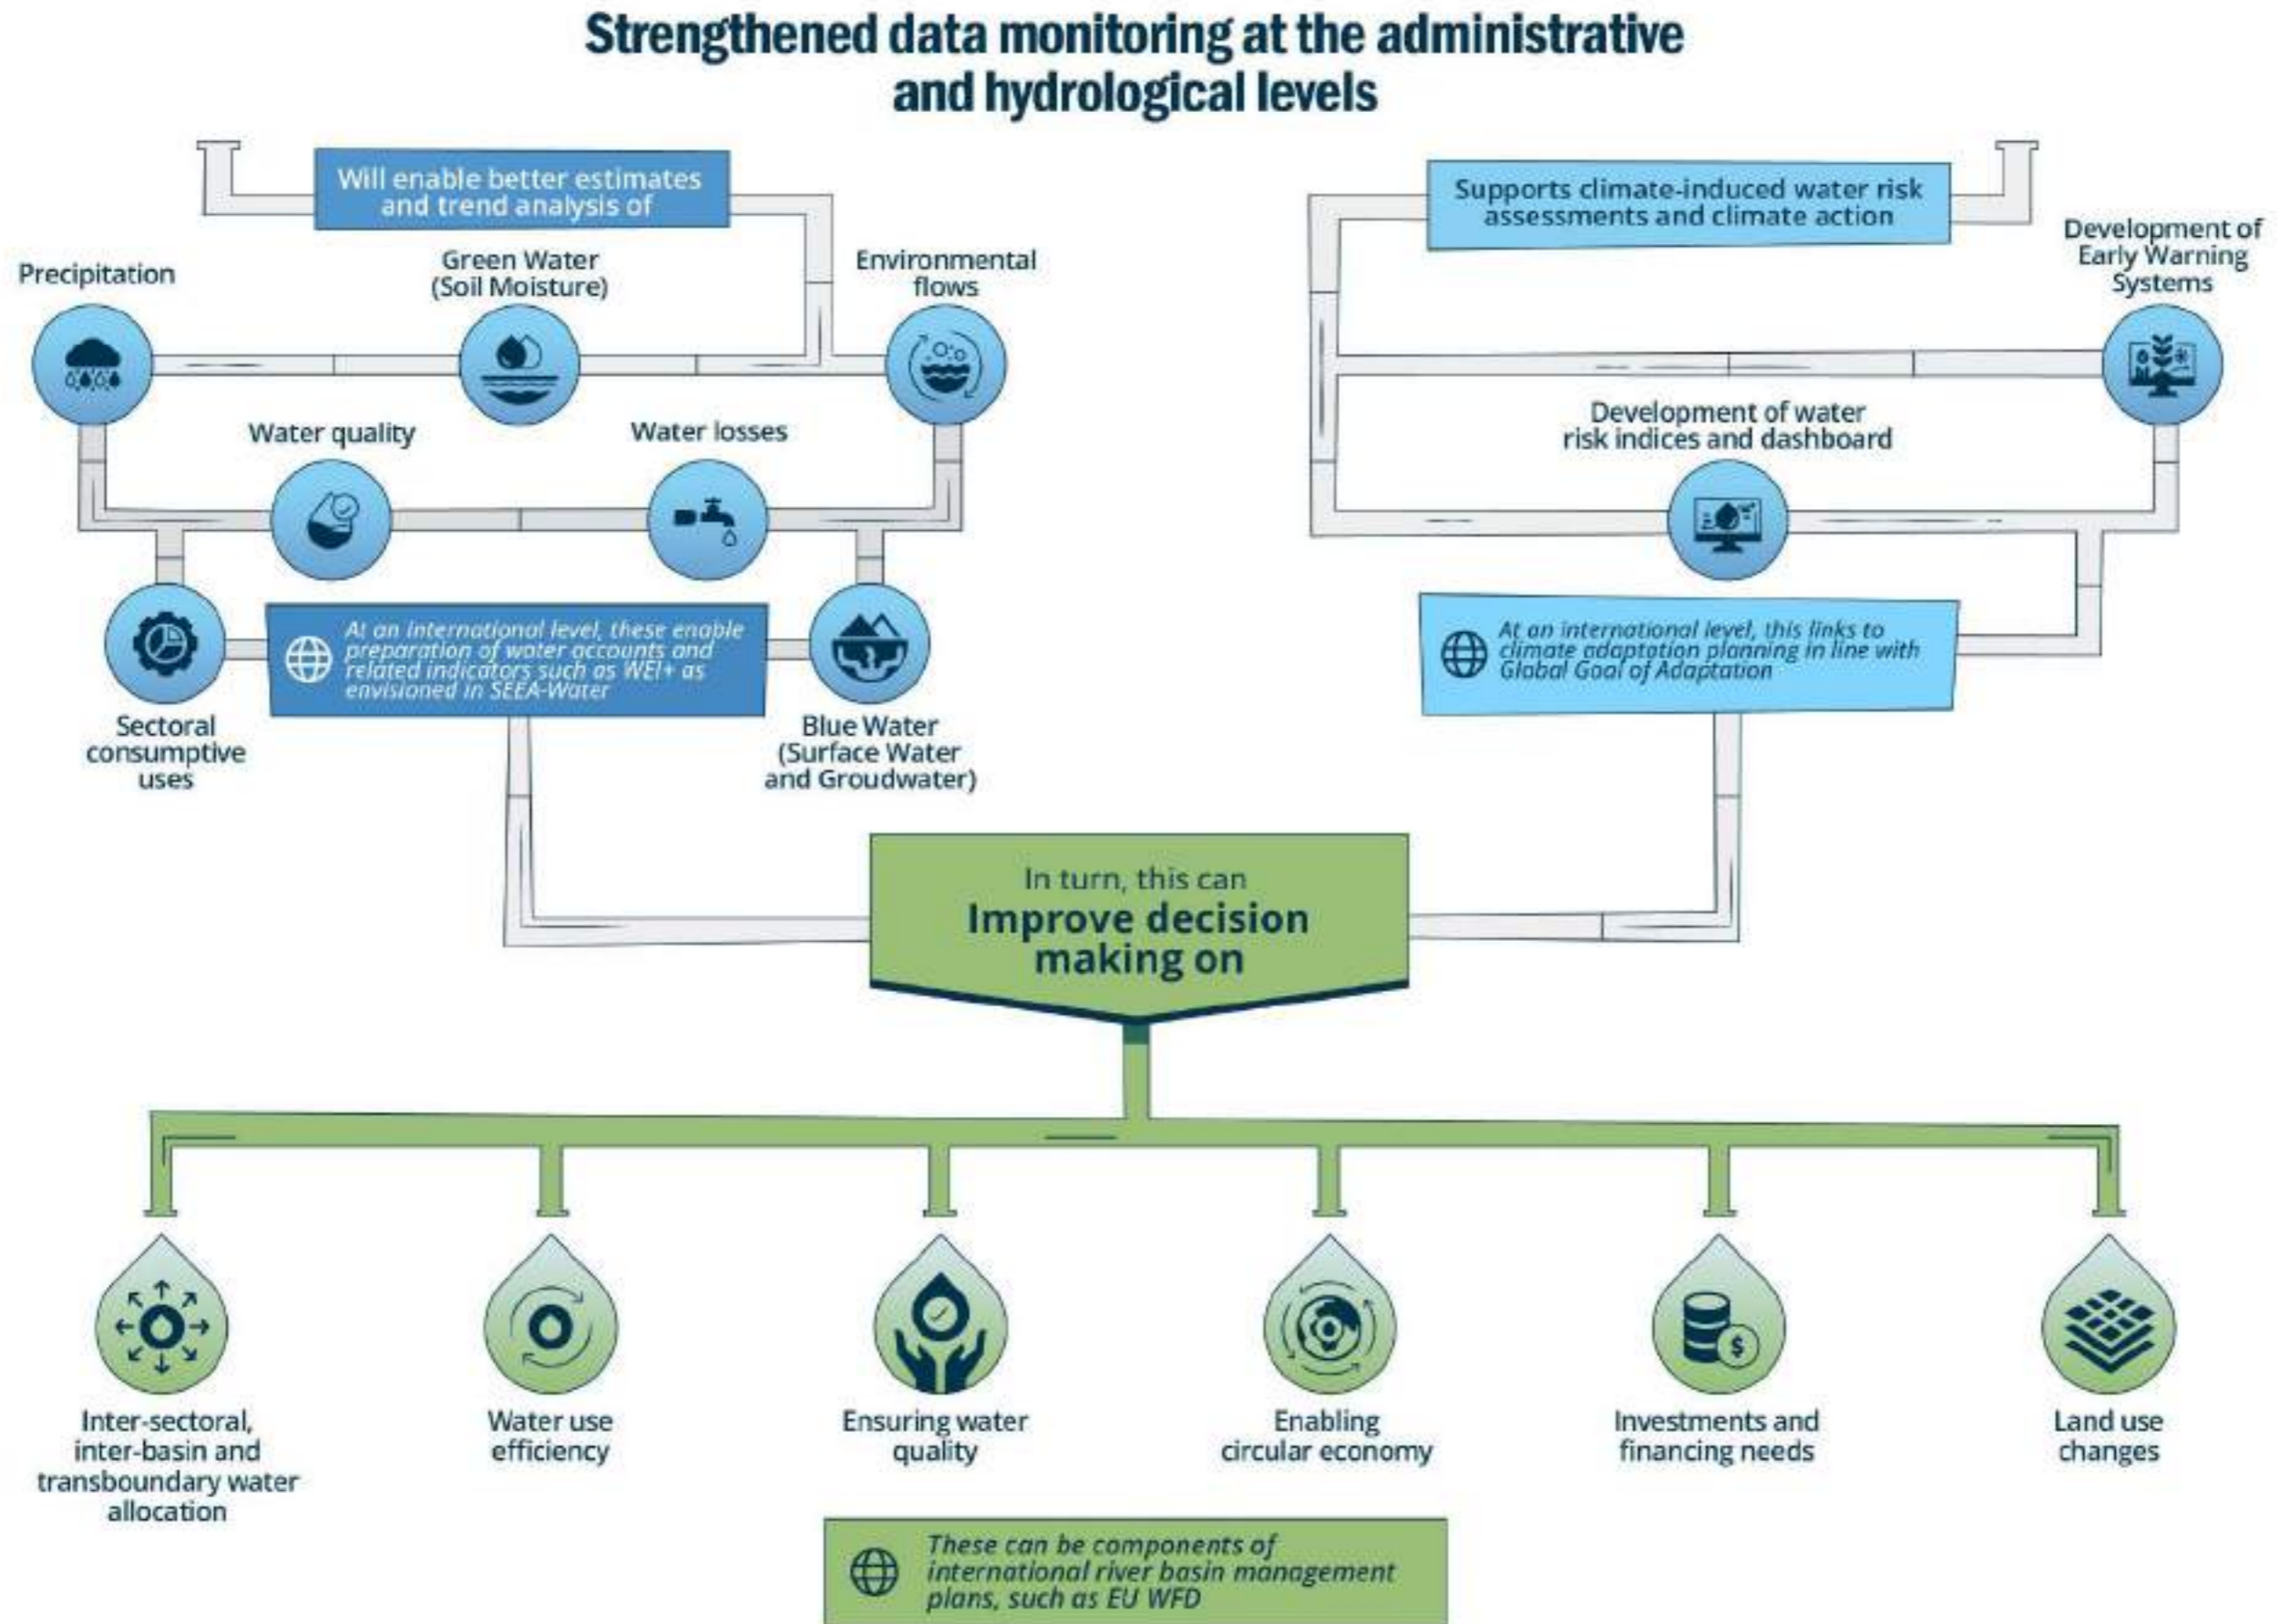 Strengthened data monitoring at the administrative
and hydrological levels
Will enable better estimates
and trend analysis of
Precipitation
Green Water
(Soil Moisture)
Environmental
flows
Water quality
Water losses
At an international level, these enable
preparation of water accounts and
related indicators such as WEI+ as
envisioned in SEEA-Water
Sectoral
consumptive
uses
Blue Water
(Surface Water
and Groudwater)
Supports climate-induced water risk
assessments and climate action
Development of
Early Warning
Systems
Development of water
risk indices and dashboard
At an international level, this links to
climate adaptation planning in line with
Global Goal of Adaptation
In turn, this can
Improve decision
making on
Inter-sectoral,
inter-basin and
transboundary water
allocation
Water use
efficiency
Ensuring water
quality
Enabling
circular economy
$
Investments and
financing needs
Land use
changes
These can be components of
international river basin management
plans, such as EU WFD